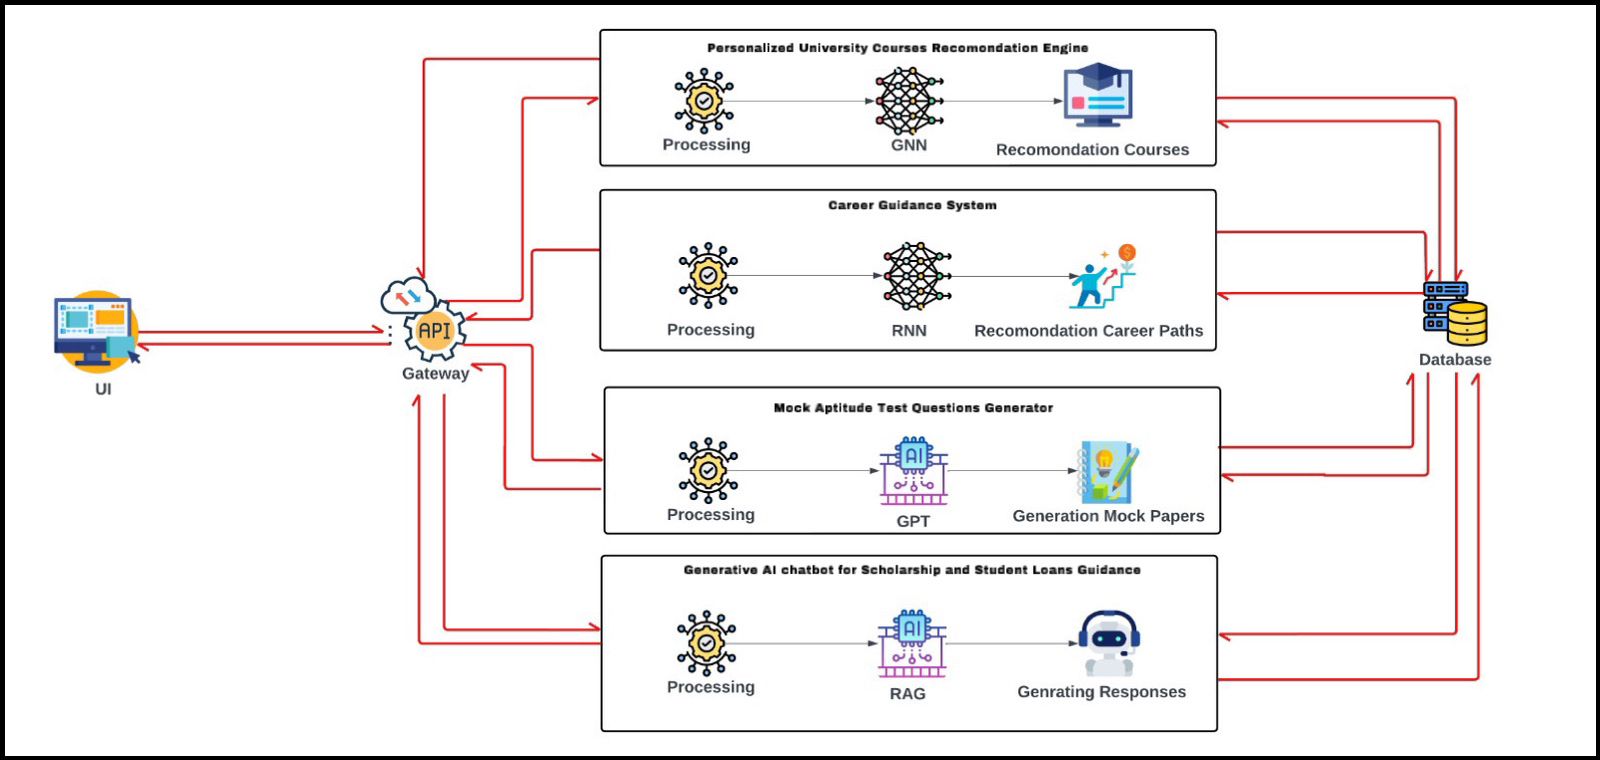 Personalized University Courses Recomondation Engine
Processing
GNN
Recomondation Courses
Career Guidance System
Processing
RNN
Recomondation Career Paths
UI
API
Gateway
Database
Mock Aptitude Test Questions Generator
AI
Processing
GPT
Generation Mock Papers
Generative AI chatbot for Scholarship and Student Loans Guidance
AI
Processing
RAG
Genrating Responses